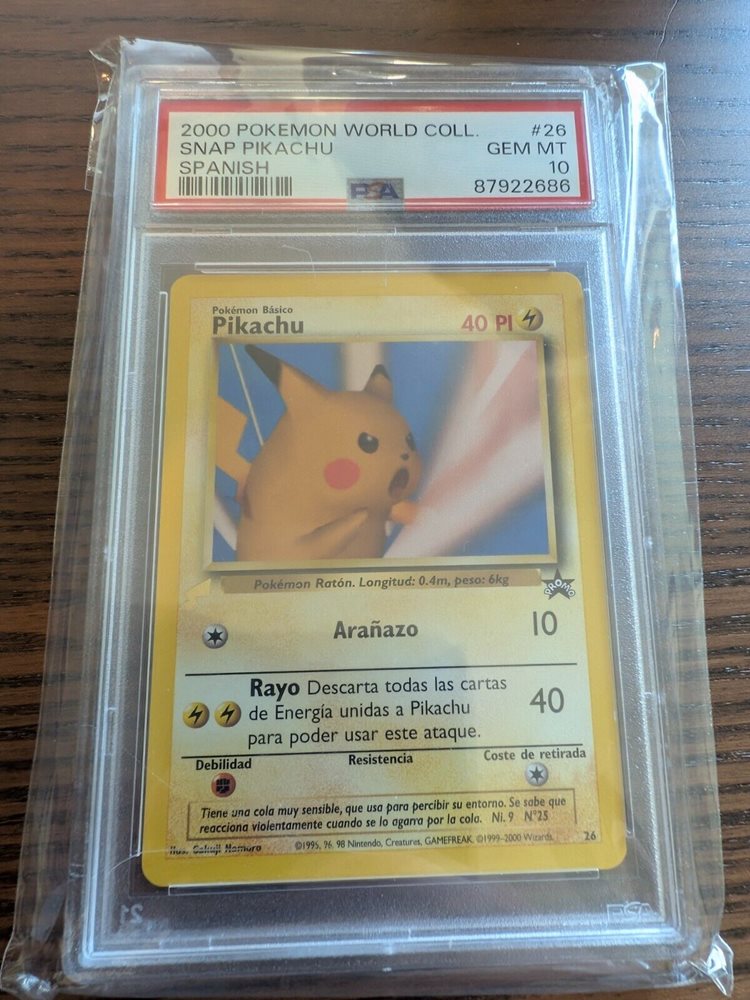 2000 POKEMON WORLD COLL. #26
SNAP PIKACHU GEM MT
SPANISH 10
PSA 87922686
Pokémon Básico
Pikachu 40 PI
Pokémon Ratón. Longitud: 0.4m, peso: 6kg
PROMO
Arañazo 10
Rayo Descarta todas las cartas
de Energía unidas a Pikachu
para poder usar este ataque.
40
Debilidad Resistencia Coste de retirada
Tiene una cola muy sensible, que usa para percibir su entorno. Se sabe que
reacciona violentamente cuando se lo agarra por la cola. Ni. 9 N°25
Ilus. ©1995, 96, 98 Nintendo, Creatures, GAMEFREAK. ©1999-2000 Wizards. 26
PSA